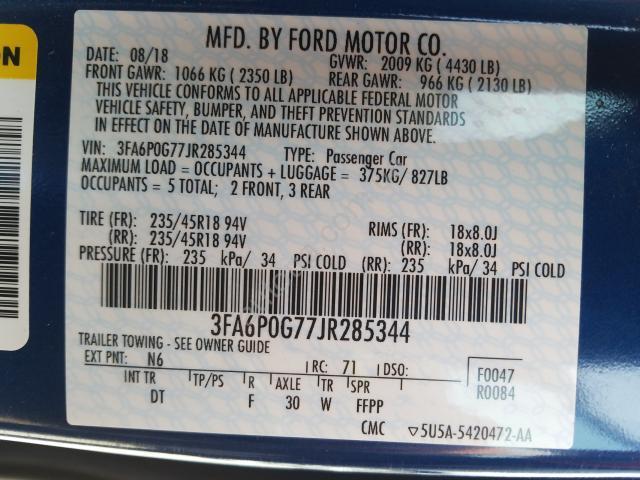 ON
MFD. BY FORD MOTOR CO.
DATE: 08/18 GVWR: 2009 KG ( 4430 LB)
FRONT GAWR: 1066 KG ( 2350 LB) REAR GAWR: 966 KG ( 2130 LB)
THIS VEHICLE CONFORMS TO ALL APPLICABLE FEDERAL MOTOR
VEHICLE SAFETY, BUMPER, AND THEFT PREVENTION STANDARDS
IN EFFECT ON THE DATE OF MANUFACTURE SHOWN ABOVE.
VIN: 3FA6P0G77JR285344 TYPE: Passenger Car
MAXIMUM LOAD = OCCUPANTS + LUGGAGE = 375KG/ 827LB
OCCUPANTS = 5 TOTAL; 2 FRONT, 3 REAR
TIRE (FR): 235/45R18 94V RIMS (FR): 18x8.0J
(RR): 235/45R18 94V (RR): 18x8.0J
PRESSURE (FR): 235 kPa/ 34 PSI COLD (RR): 235 kPa/ 34 PSI COLD
3FA6P0G77JR285344
TRAILER TOWING - SEE OWNER GUIDE
EXT PNT: N6 RC: 71 DSO: F0047
INT TR TP/PS R AXLE TR SPR R0084
DT F 30 W FFPP
CMC ▽5U5A-5420472-AA